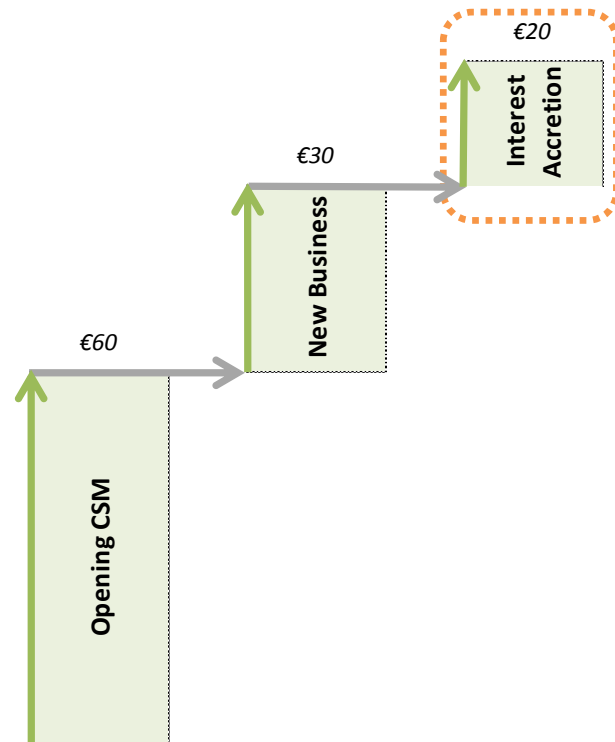 €20
Interest
Accretion
€30
New Business
€60
Opening CSM